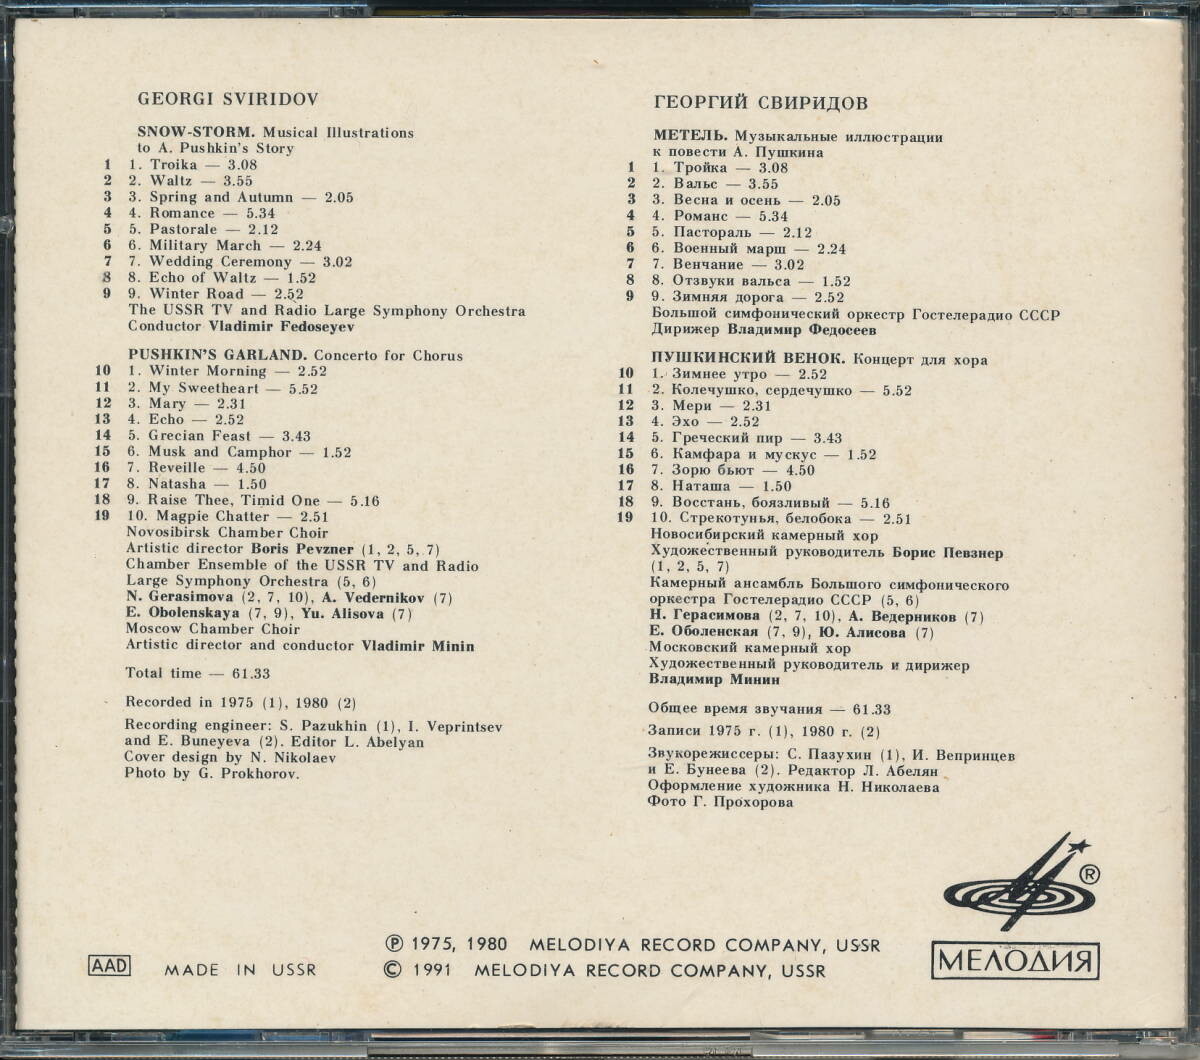 GEORGI SVIRIDOV
SNOW-STORM. Musical Illustrations
to A. Pushkin's Story
1 1. Troika — 3.08
2 2. Waltz — 3.55
3 3. Spring and Autumn — 2.05
4 4. Romance — 5.34
5 5. Pastorale — 2.12
6 6. Military March — 2.24
7 7. Wedding Ceremony — 3.02
8 8. Echo of Waltz — 1.52
9 9. Winter Road — 2.52
The USSR TV and Radio Large Symphony Orchestra
Conductor Vladimir Fedoseyev
PUSHKIN'S GARLAND. Concerto for Chorus
10 1. Winter Morning — 2.52
11 2. My Sweetheart — 5.52
12 3. Mary — 2.31
13 4. Echo — 2.52
14 5. Grecian Feast — 3.43
15 6. Musk and Camphor — 1.52
16 7. Reveille — 4.50
17 8. Natasha — 1.50
18 9. Raise Thee, Timid One — 5.16
19 10. Magpie Chatter — 2.51
Novosibirsk Chamber Choir
Artistic director Boris Pevzner (1, 2, 5, 7)
Chamber Ensemble of the USSR TV and Radio
Large Symphony Orchestra (5, 6)
N. Gerasimova (2, 7, 10), A. Vedernikov (7)
E. Obolenskaya (7, 9), Yu. Alisova (7)
Moscow Chamber Choir
Artistic director and conductor Vladimir Minin
Total time — 61.33
Recorded in 1975 (1), 1980 (2)
Recording engineer: S. Pazukhin (1), I. Veprintsev
and E. Buneyeva (2). Editor L. Abelyan
Cover design by N. Nikolaev
Photo by G. Prokhorov.
ГЕОРГИЙ СВИРИДОВ
МЕТЕЛЬ. Музыкальные иллюстрации
к повести А. Пушкина
1 1. Тройка — 3.08
2 2. Вальс — 3.55
3 3. Весна и осень — 2.05
4 4. Романс — 5.34
5 5. Пастораль — 2.12
6 6. Военный марш — 2.24
7 7. Венчание — 3.02
8 8. Отзвуки вальса — 1.52
9 9. Зимняя дорога — 2.52
Большой симфонический оркестр Гостелерадио СССР
Дирижер Владимир Федосеев
ПУШКИНСКИЙ ВЕНОК. Концерт для хора
10 1. Зимнее утро — 2.52
11 2. Колечушко, сердечушко — 5.52
12 3. Мери — 2.31
13 4. Эхо — 2.52
14 5. Греческий пир — 3.43
15 6. Камфара и мускус — 1.52
16 7. Зорю бьют — 4.50
17 8. Наташа — 1.50
18 9. Восстань, боязливый — 5.16
19 10. Стрекотунья, белобока — 2.51
Новосибирский камерный хор
Художественный руководитель Борис Певзнер
(1, 2, 5, 7)
Камерный ансамбль Большого симфонического
оркестра Гостелерадио СССР (5, 6)
Н. Герасимова (2, 7, 10), А. Ведерников (7)
Е. Оболенская (7, 9), Ю. Алисова (7)
Московский камерный хор
Художественный руководитель и дирижер
Владимир Минин
Общее время звучания — 61.33
Записи 1975 г. (1), 1980 г. (2)
Звукорежиссеры: С. Пазухин (1), И. Вепринцев
и Е. Бунеева (2). Редактор Л. Абелян
Оформление художника Н. Николаева
Фото Г. Прохорова
®
МЕЛОДИЯ
℗ 1975, 1980 MELODIYA RECORD COMPANY, USSR
© 1991 MELODIYA RECORD COMPANY, USSR
AAD MADE IN USSR